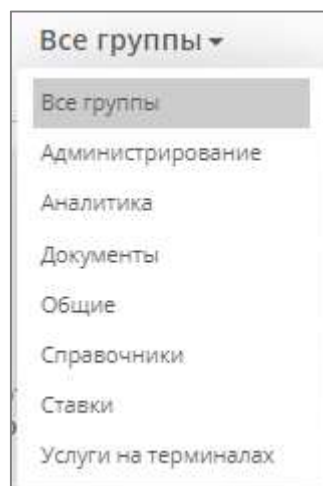 Все группы
Все группы
Администрирование
Аналитика
Документы
Общие
Справочники
Ставки
Услуги на терминалах